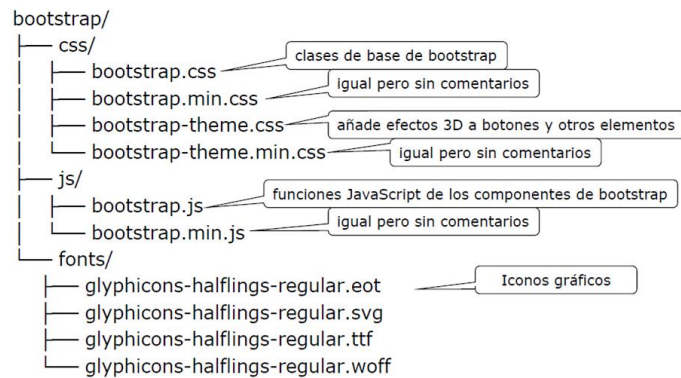 bootstrap/
├── css/
│   ├── bootstrap.css clases de base de bootstrap
│   ├── bootstrap.min.css igual pero sin comentarios
│   ├── bootstrap-theme.css añade efectos 3D a botones y otros elementos
│   └── bootstrap-theme.min.css igual pero sin comentarios
├── js/
│   ├── bootstrap.js funciones JavaScript de los componentes de bootstrap
│   └── bootstrap.min.js igual pero sin comentarios
└── fonts/
├── glyphicons-halflings-regular.eot Iconos gráficos
├── glyphicons-halflings-regular.svg
├── glyphicons-halflings-regular.ttf
└── glyphicons-halflings-regular.woff